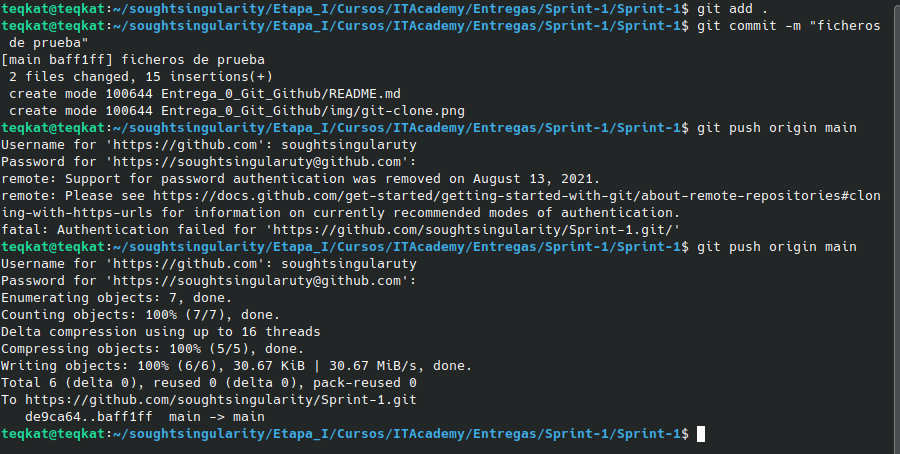 teqkat@teqkat:~/soughtsingularity/Etapa_I/Cursos/ITAcademy/Entregas/Sprint-1/Sprint-1$ git add .
teqkat@teqkat:~/soughtsingularity/Etapa_I/Cursos/ITAcademy/Entregas/Sprint-1/Sprint-1$ git commit -m "ficheros
 de prueba"
[main baff1ff] ficheros de prueba
 2 files changed, 15 insertions(+)
 create mode 100644 Entrega_0_Git_Github/README.md
 create mode 100644 Entrega_0_Git_Github/img/git-clone.png
teqkat@teqkat:~/soughtsingularity/Etapa_I/Cursos/ITAcademy/Entregas/Sprint-1/Sprint-1$ git push origin main
Username for 'https://github.com': soughtsingularuty
Password for 'https://soughtsingularuty@github.com':
remote: Support for password authentication was removed on August 13, 2021.
remote: Please see https://docs.github.com/get-started/getting-started-with-git/about-remote-repositories#clon
ing-with-https-urls for information on currently recommended modes of authentication.
fatal: Authentication failed for 'https://github.com/soughtsingularity/Sprint-1.git/'
teqkat@teqkat:~/soughtsingularity/Etapa_I/Cursos/ITAcademy/Entregas/Sprint-1/Sprint-1$ git push origin main
Username for 'https://github.com': soughtsingularuty
Password for 'https://soughtsingularuty@github.com':
Enumerating objects: 7, done.
Counting objects: 100% (7/7), done.
Delta compression using up to 16 threads
Compressing objects: 100% (5/5), done.
Writing objects: 100% (6/6), 30.67 KiB | 30.67 MiB/s, done.
Total 6 (delta 0), reused 0 (delta 0), pack-reused 0
To https://github.com/soughtsingularity/Sprint-1.git
   de9ca64..baff1ff  main -> main
teqkat@teqkat:~/soughtsingularity/Etapa_I/Cursos/ITAcademy/Entregas/Sprint-1/Sprint-1$